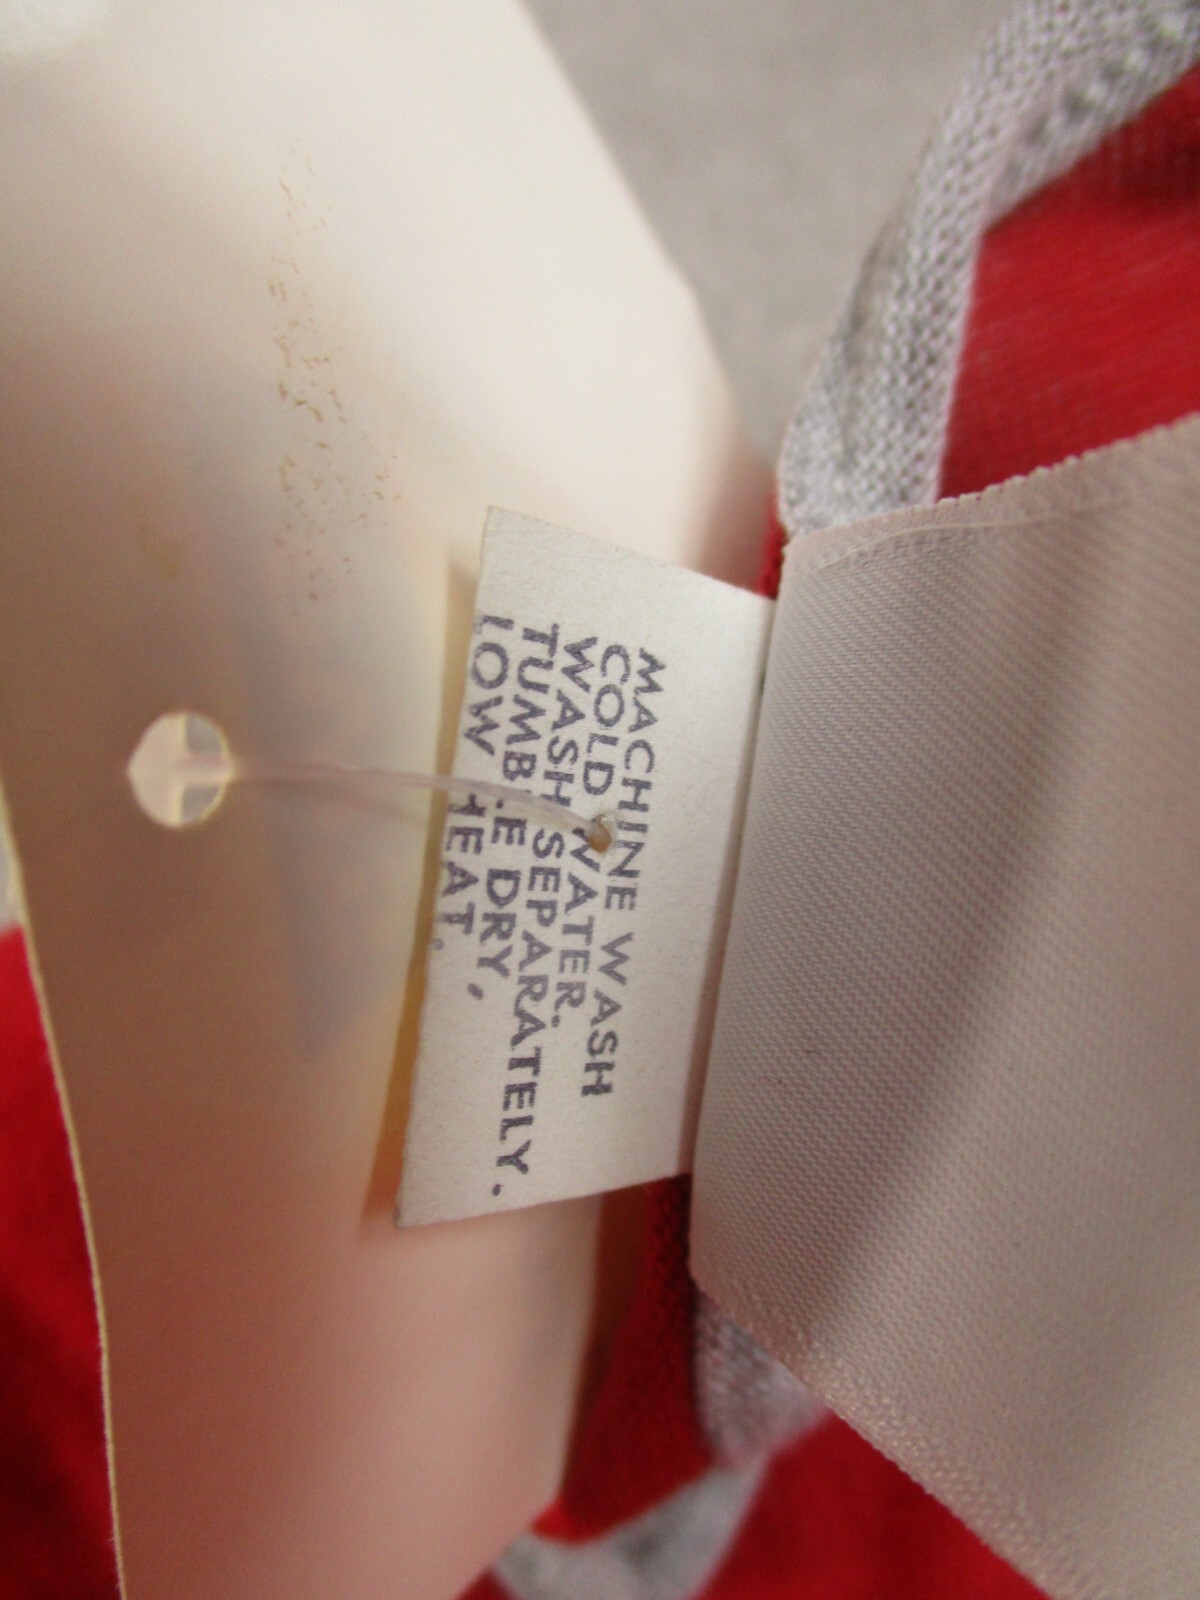 MACHINE WASH
COLD WATER.
WASH SEPARATELY.
TUMBLE DRY,
LOW HEAT.